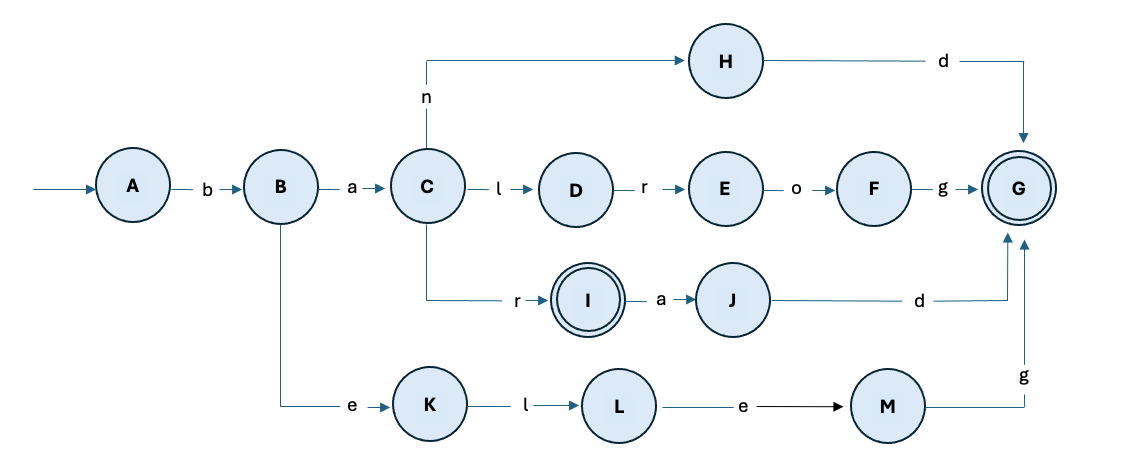 H d
n
A b B a C l D r E o F g G
r I a J d
g
e K l L e M